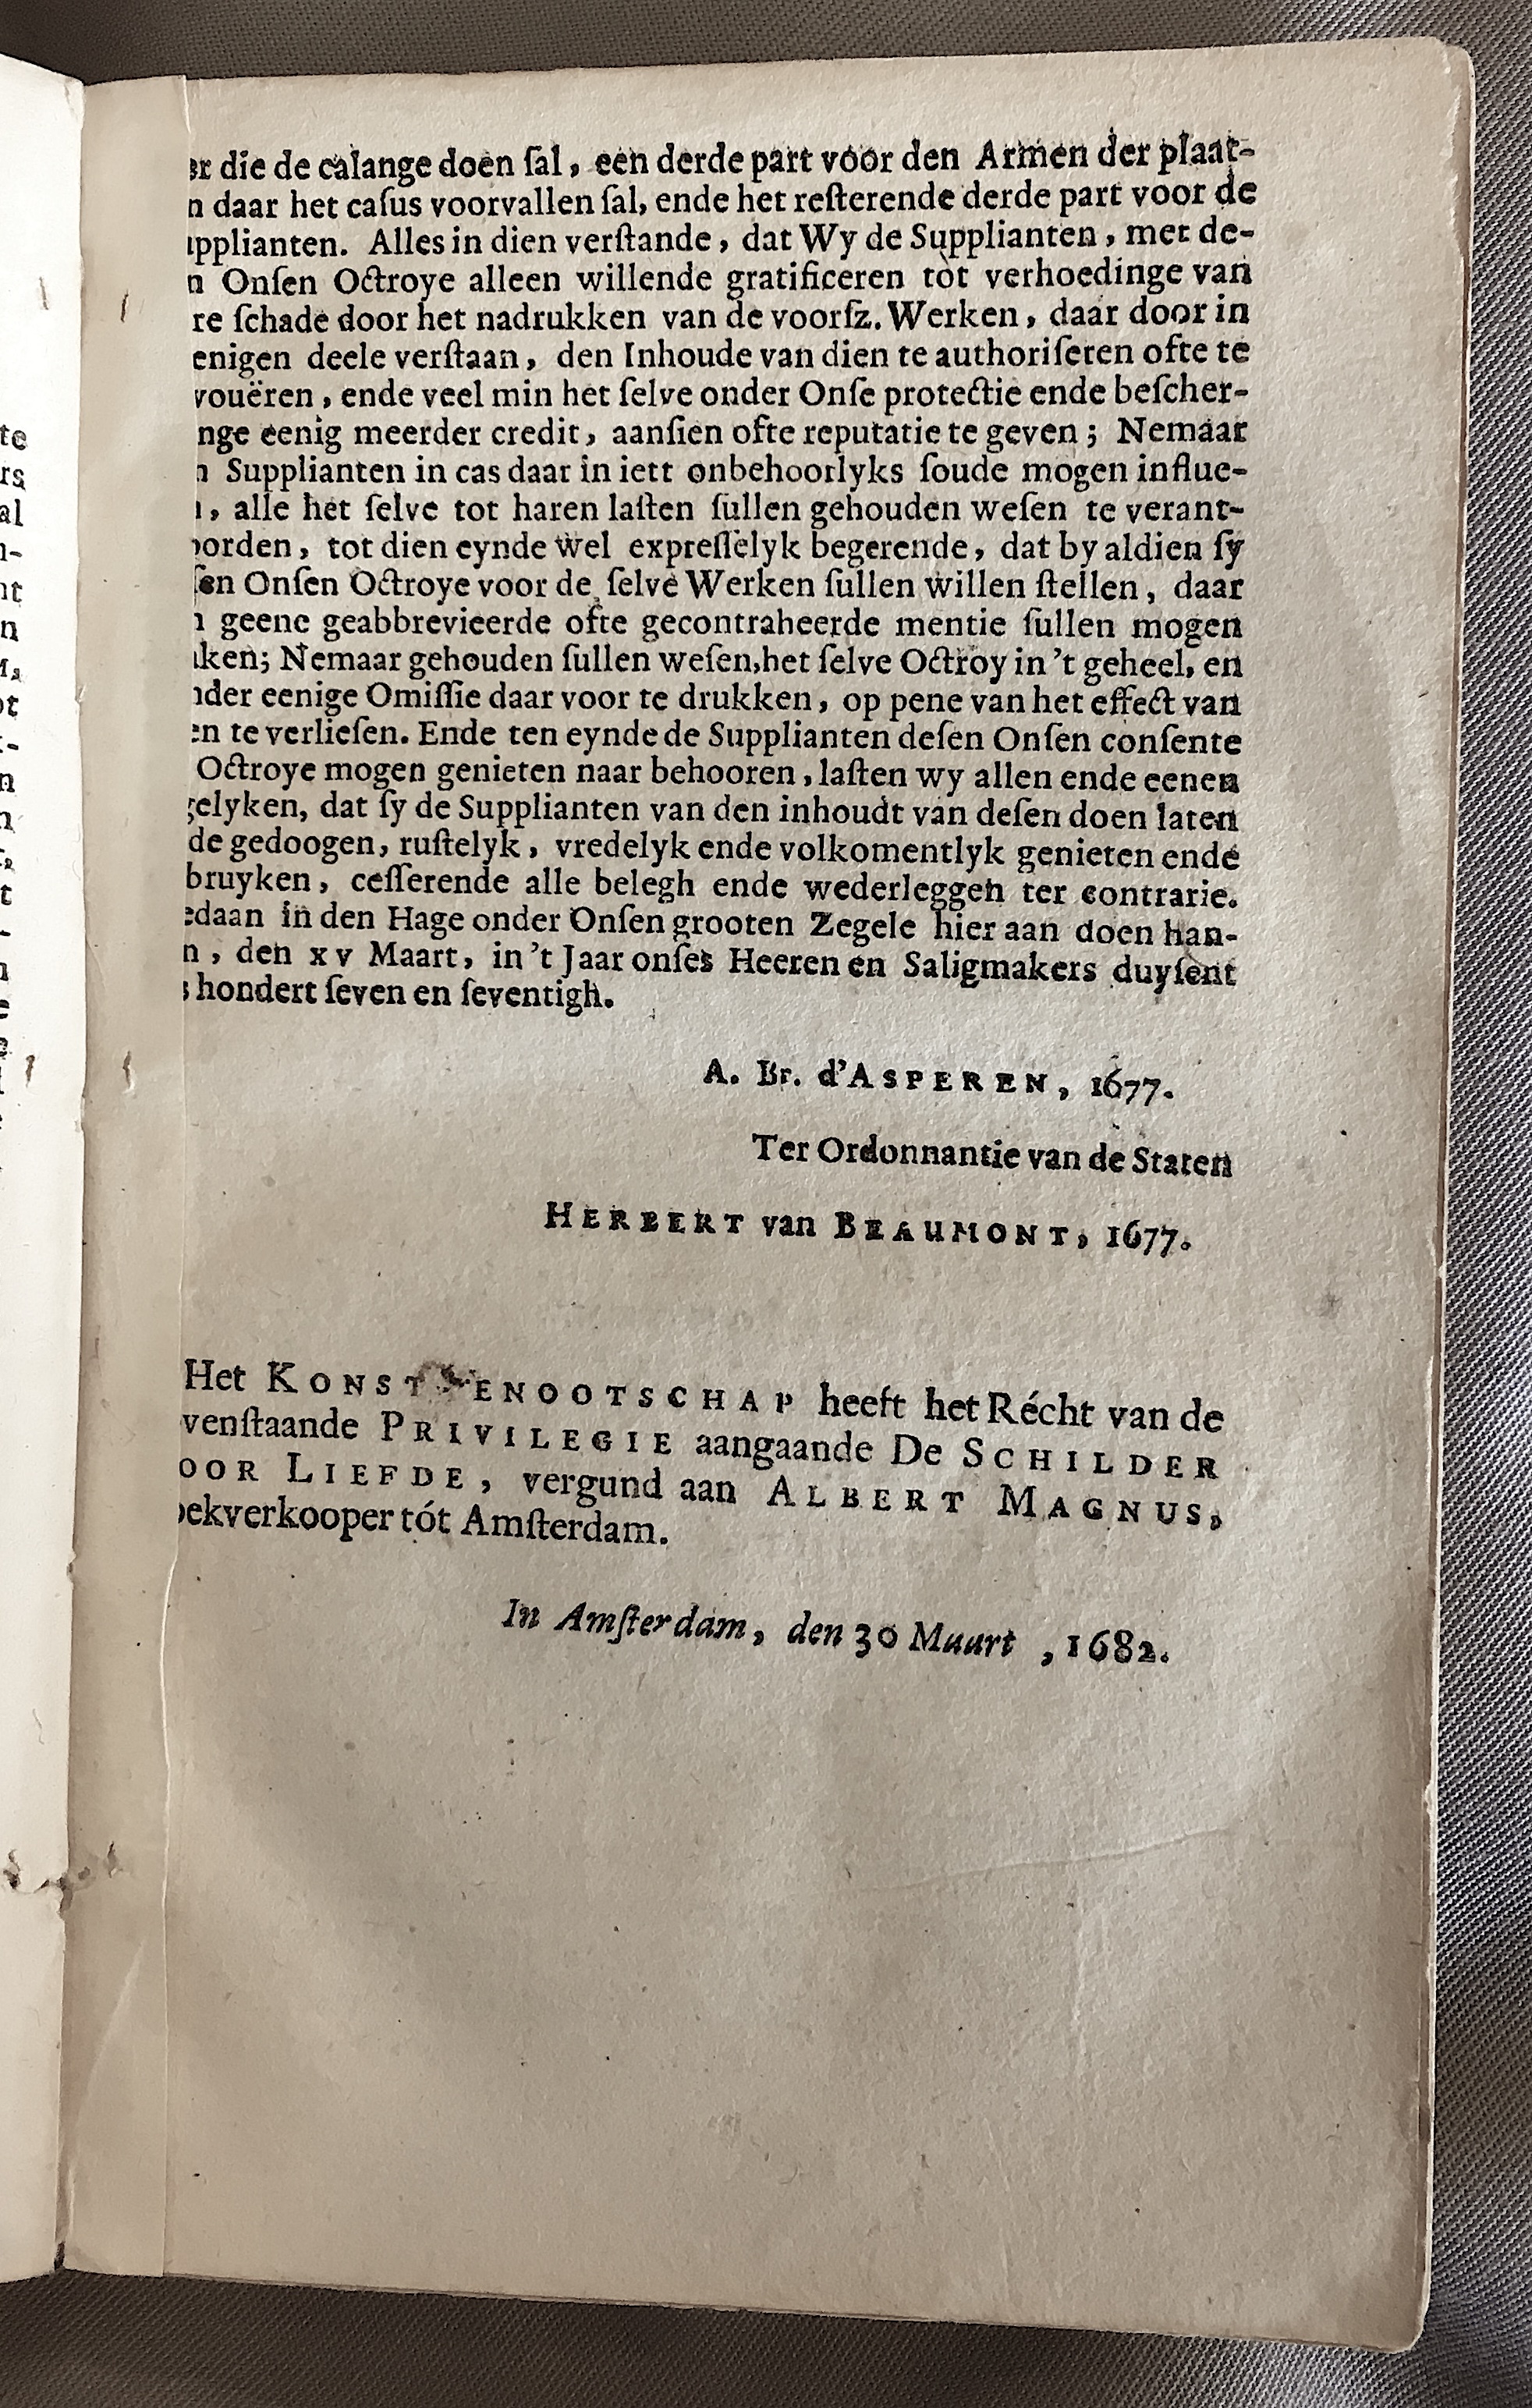 die de calange doen ſal, een derde part vóor den Armen der plaat-
daar het caſus voorvallen ſal, ende het reſterende derde part voor de
upplianten. Alles in dien verſtande, dat Wy de Supplianten, met de-
n Onſen Octroye alleen willende gratificeren tot verhoedinge van
re ſchade door het nadrukken van de voorſz. Werken, daar door in
enigen deele verſtaan, den Inhoude van dien te authoriſeren ofte te
vouëren, ende veel min het ſelve onder Onſe protectie ende beſcher-
nge eenig meerder credit, aanſien ofte reputatie te geven; Nemaar
n Supplianten in cas daar in iett onbehoorlyks ſoude mogen influe-
, alle het ſelve tot haren laſten ſullen gehouden weſen te verant-
oorden, tot dien eynde wel expreſſelyk begerende, dat by aldien ſy
ſen Onſen Octroye voor de ſelve Werken ſullen willen ſtellen, daar
geene geabbrevieerde ofte gecontraheerde mentie ſullen mogen
ken; Nemaar gehouden ſullen weſen, het ſelve Octroy in 't geheel, en
nder eenige Omiſſie daar voor te drukken, op pene van het effect van
en te verlieſen. Ende ten eynde de Supplianten deſen Onſen conſente
Octroye mogen genieten naar behooren, laſten wy allen ende eenen
gelyken, dat ſy de Supplianten van den inhoudt van deſen doen laten
de gedoogen, ruſtelyk, vredelyk ende volkomentlyk genieten ende
bruyken, ceſſerende alle belegh ende wederleggen ter contrarie.
edaan in den Hage onder Onſen grooten Zegele hier aan doen han-
n, den xv Maart, in 't Jaar onſes Heeren en Saligmakers duyſent
s hondert ſeven en ſeventigh.
A. Br. d'ASPEREN, 1677.
Ter Ordonnantie van de Staten
HERBERT van BEAUMONT, 1677.
Het KONSTGENOOTSCHAP heeft het Récht van de
venſtaande PRIVILEGIE aangaande De SCHILDER
OOR LIEFDE, vergund aan ALBERT MAGNUS,
oekverkooper tót Amſterdam.
In Amſterdam, den 30 Maart, 1682.